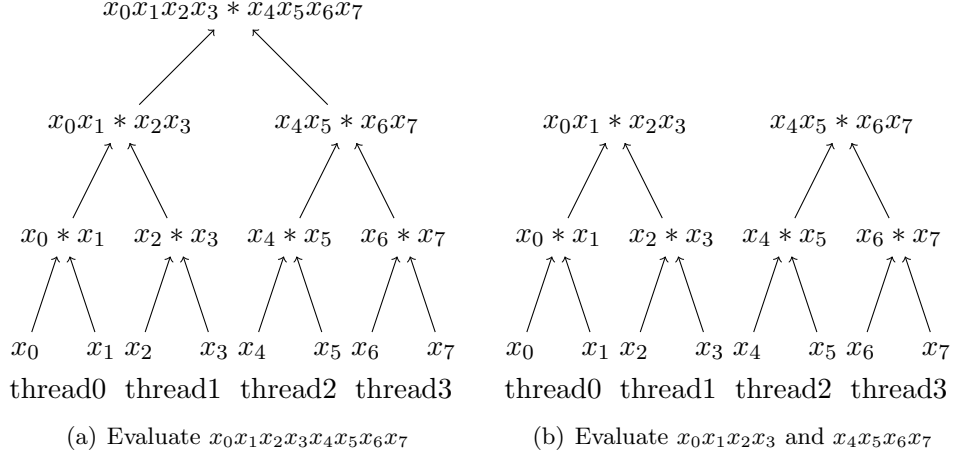 x₀x₁x₂x₃ ∗ x₄x₅x₆x₇
x₀x₁ ∗ x₂x₃ x₄x₅ ∗ x₆x₇ x₀x₁ ∗ x₂x₃ x₄x₅ ∗ x₆x₇
x₀ ∗ x₁ x₂ ∗ x₃ x₄ ∗ x₅ x₆ ∗ x₇ x₀ ∗ x₁ x₂ ∗ x₃ x₄ ∗ x₅ x₆ ∗ x₇
x₀ x₁ x₂ x₃ x₄ x₅ x₆ x₇ x₀ x₁ x₂ x₃ x₄ x₅ x₆ x₇
thread0 thread1 thread2 thread3 thread0 thread1 thread2 thread3
(a) Evaluate x₀x₁x₂x₃x₄x₅x₆x₇ (b) Evaluate x₀x₁x₂x₃ and x₄x₅x₆x₇